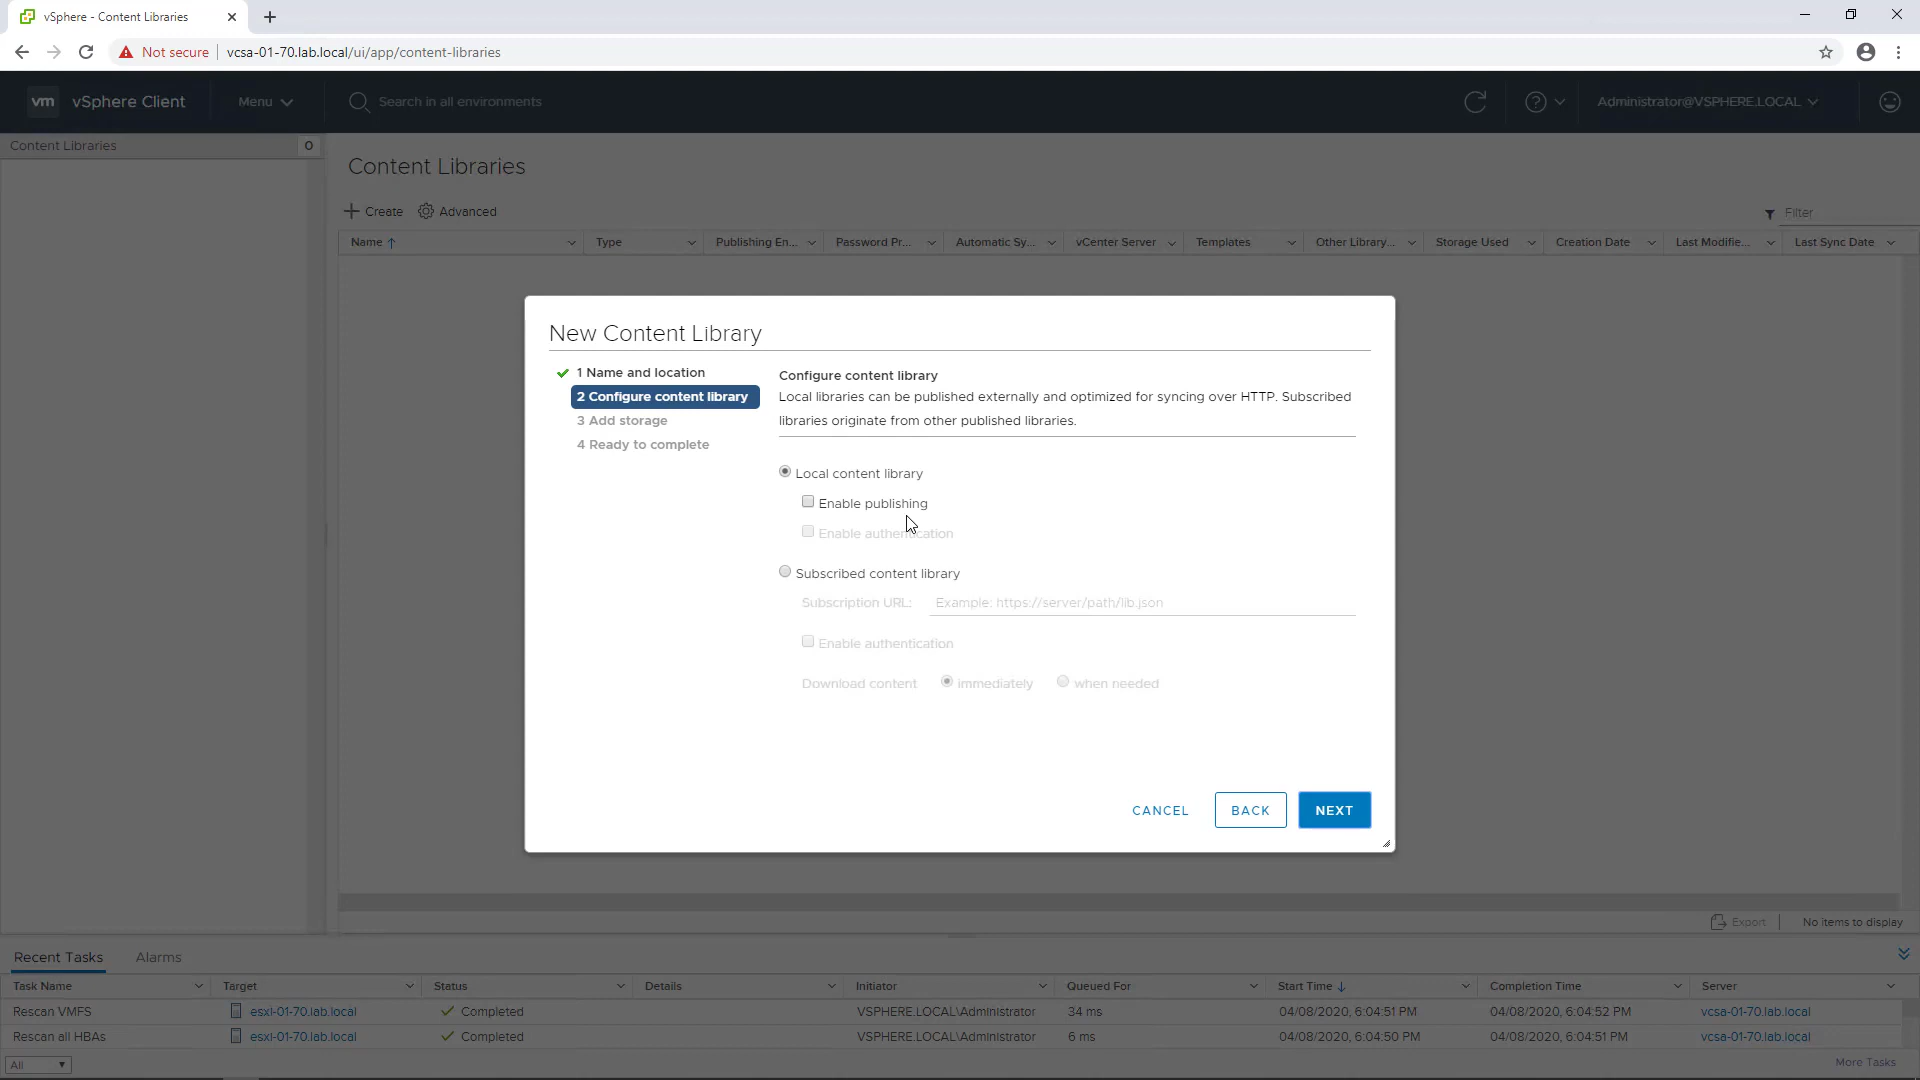 vSphere - Content Libraries
Not secure
vcsa-01-70.lab.local/ui/app/content-libraries
vm vSphere Client
Menu
Search in all environments
Administrator@VSPHERE.LOCAL
Content Libraries
0
Content Libraries
Create
Advanced
Filter
Name
Type
Publishing En...
Password Pr...
Automatic Sy...
vCenter Server
Templates
Other Library...
Storage Used
Creation Date
Last Modifie...
Last Sync Date
New Content Library
1 Name and location
2 Configure content library
3 Add storage
4 Ready to complete
Configure content library
Local libraries can be published externally and optimized for syncing over HTTP. Subscribed
libraries originate from other published libraries.
Local content library
Enable publishing
Enable authentication
Subscribed content library
Subscription URL:
Example: https://server/path/lib.json
Enable authentication
Download content
immediately
when needed
CANCEL
BACK
NEXT
Export
No items to display
Recent Tasks
Alarms
Task Name
Target
Status
Details
Initiator
Queued For
Start Time
Completion Time
Server
Rescan VMFS
esxi-01-70.lab.local
Completed
VSPHERE.LOCAL\Administrator
34 ms
04/08/2020, 6:04:51 PM
04/08/2020, 6:04:52 PM
vcsa-01-70.lab.local
Rescan all HBAs
esxi-01-70.lab.local
Completed
VSPHERE.LOCAL\Administrator
6 ms
04/08/2020, 6:04:50 PM
04/08/2020, 6:04:51 PM
vcsa-01-70.lab.local
All
More Tasks